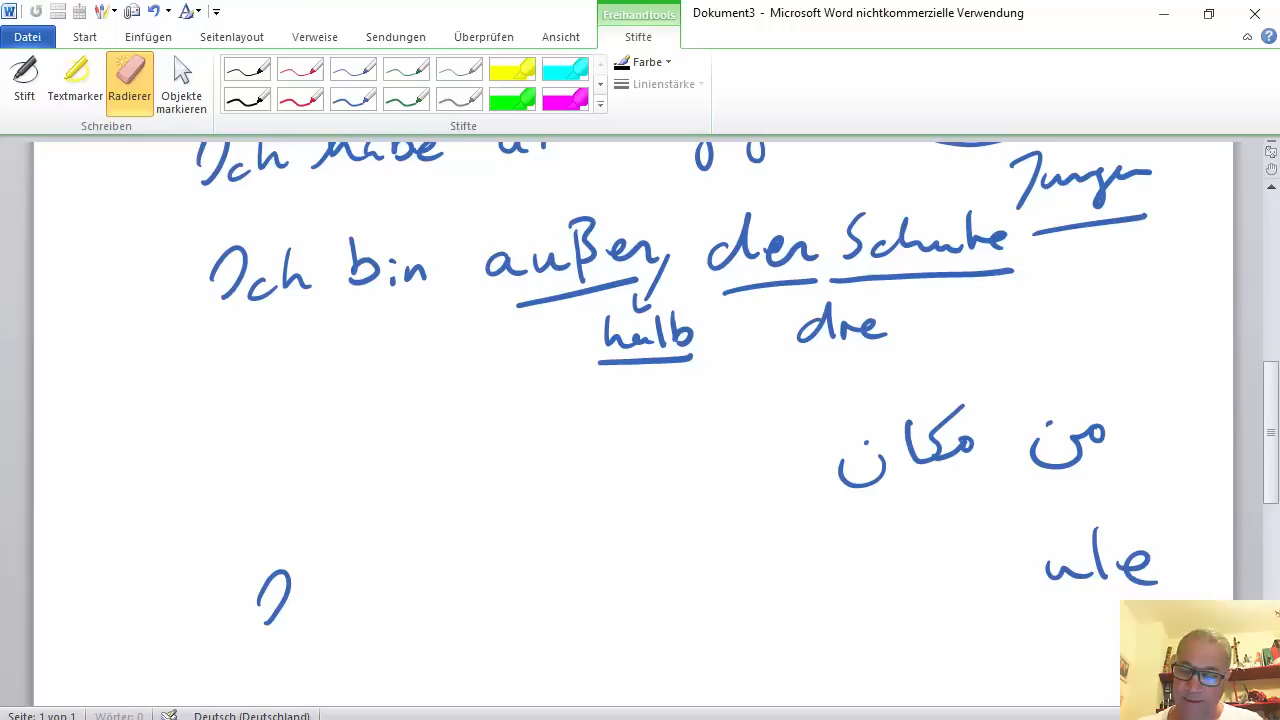 Freihandtools
Dokument3 - Microsoft Word nichtkommerzielle Verwendung
Datei Start Einfügen Seitenlayout Verweise Sendungen Überprüfen Ansicht Stifte
Stift Textmarker Radierer Objekte markieren
Farbe
Linienstärke
Schreiben Stifte
Ich habe
Jungen
Ich bin außer, der Schule
halb die
من مكان
Seite: 1 von 1 Wörter: 0 Deutsch (Deutschland)